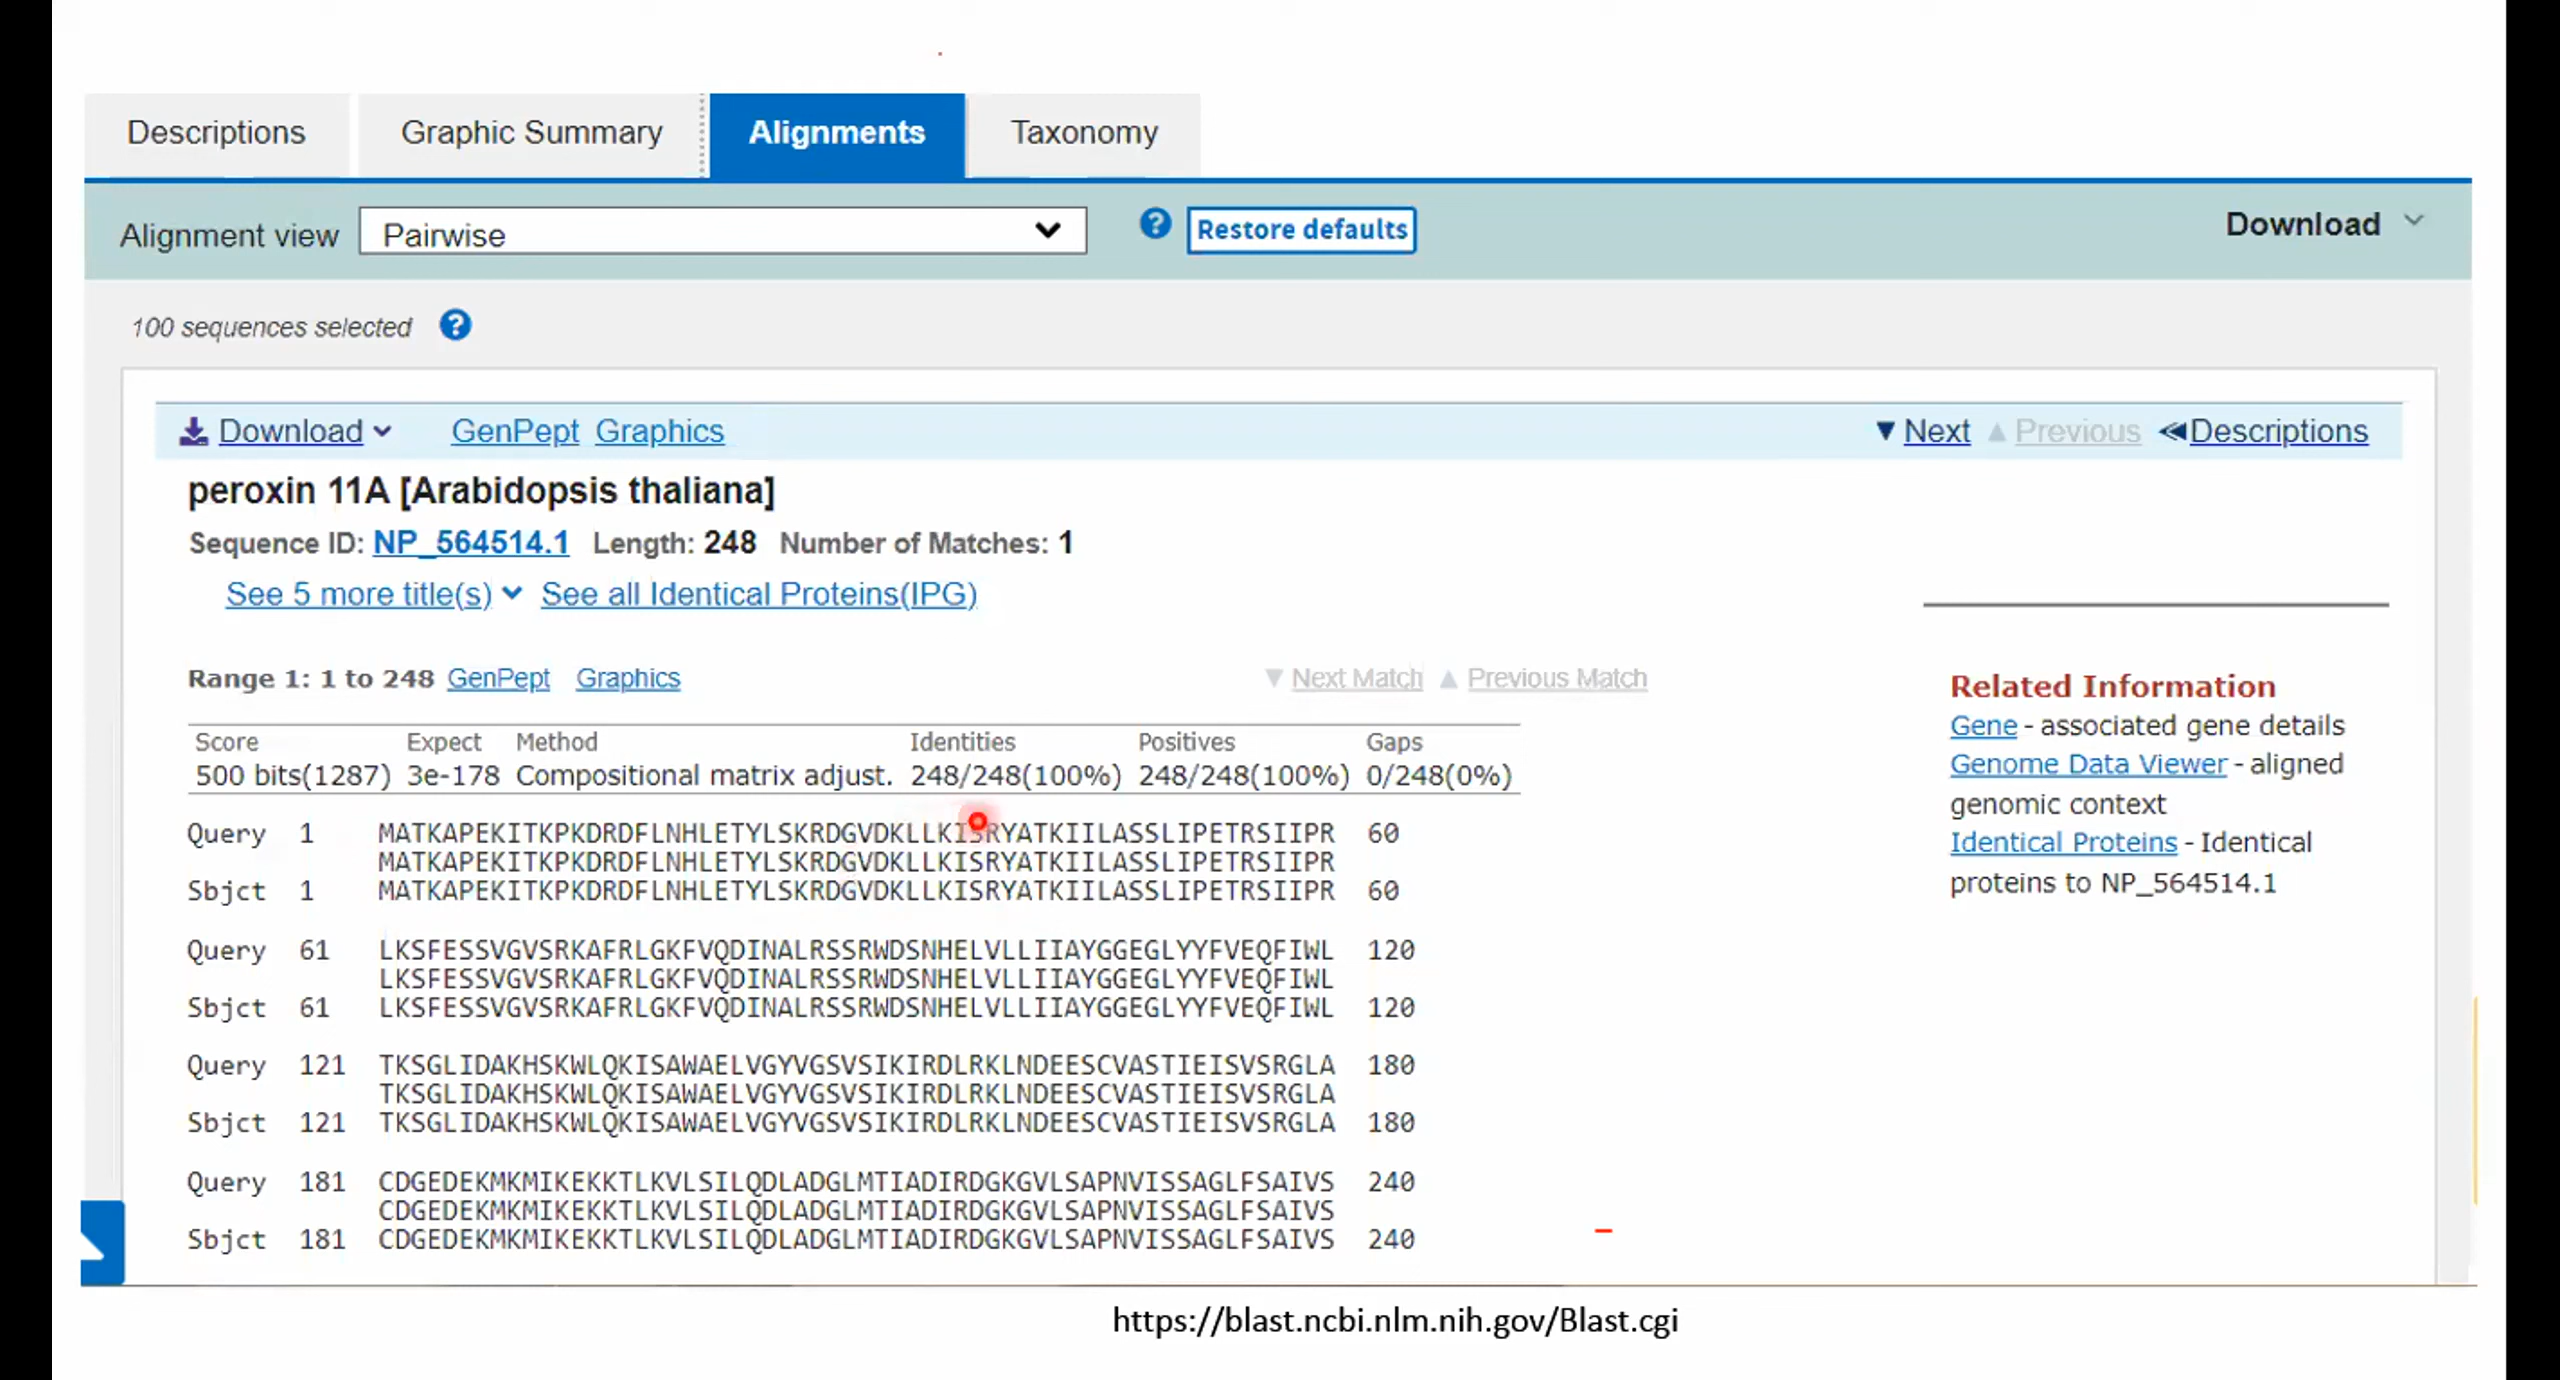 Descriptions Graphic Summary Alignments Taxonomy
Alignment view Pairwise ? Restore defaults Download
100 sequences selected ?
Download GenPept Graphics Next Previous Descriptions
peroxin 11A [Arabidopsis thaliana]
Sequence ID: NP_564514.1 Length: 248 Number of Matches: 1
See 5 more title(s) See all Identical Proteins(IPG)
Range 1: 1 to 248 GenPept Graphics Next Match Previous Match
Score Expect Method Identities Positives Gaps
500 bits(1287) 3e-178 Compositional matrix adjust. 248/248(100%) 248/248(100%) 0/248(0%)
Query 1 MATKAPEKITKPKDRDFLNHLETYLSKRDGVDKLLKISRYATKIILASSLIPETRSIIPR 60
MATKAPEKITKPKDRDFLNHLETYLSKRDGVDKLLKISRYATKIILASSLIPETRSIIPR
Sbjct 1 MATKAPEKITKPKDRDFLNHLETYLSKRDGVDKLLKISRYATKIILASSLIPETRSIIPR 60
Query 61 LKSFESSVGVSRKAFRLGKFVQDINALRSSRWDSNHELVLLIIAYGGEGLYYFVEQFIWL 120
LKSFESSVGVSRKAFRLGKFVQDINALRSSRWDSNHELVLLIIAYGGEGLYYFVEQFIWL
Sbjct 61 LKSFESSVGVSRKAFRLGKFVQDINALRSSRWDSNHELVLLIIAYGGEGLYYFVEQFIWL 120
Query 121 TKSGLIDAKHSKWLQKISAWAELVGYVGSVSIKIRDLRKLNDEESCVASTIEISVSRGLA 180
TKSGLIDAKHSKWLQKISAWAELVGYVGSVSIKIRDLRKLNDEESCVASTIEISVSRGLA
Sbjct 121 TKSGLIDAKHSKWLQKISAWAELVGYVGSVSIKIRDLRKLNDEESCVASTIEISVSRGLA 180
Query 181 CDGEDEKMKMIKEKKTLKVLSILQDLADGLMTIADIRDGKGVLSAPNVISSAGLFSAIVS 240
CDGEDEKMKMIKEKKTLKVLSILQDLADGLMTIADIRDGKGVLSAPNVISSAGLFSAIVS
Sbjct 181 CDGEDEKMKMIKEKKTLKVLSILQDLADGLMTIADIRDGKGVLSAPNVISSAGLFSAIVS 240
Related Information
Gene - associated gene details
Genome Data Viewer - aligned
genomic context
Identical Proteins - Identical
proteins to NP_564514.1
https://blast.ncbi.nlm.nih.gov/Blast.cgi